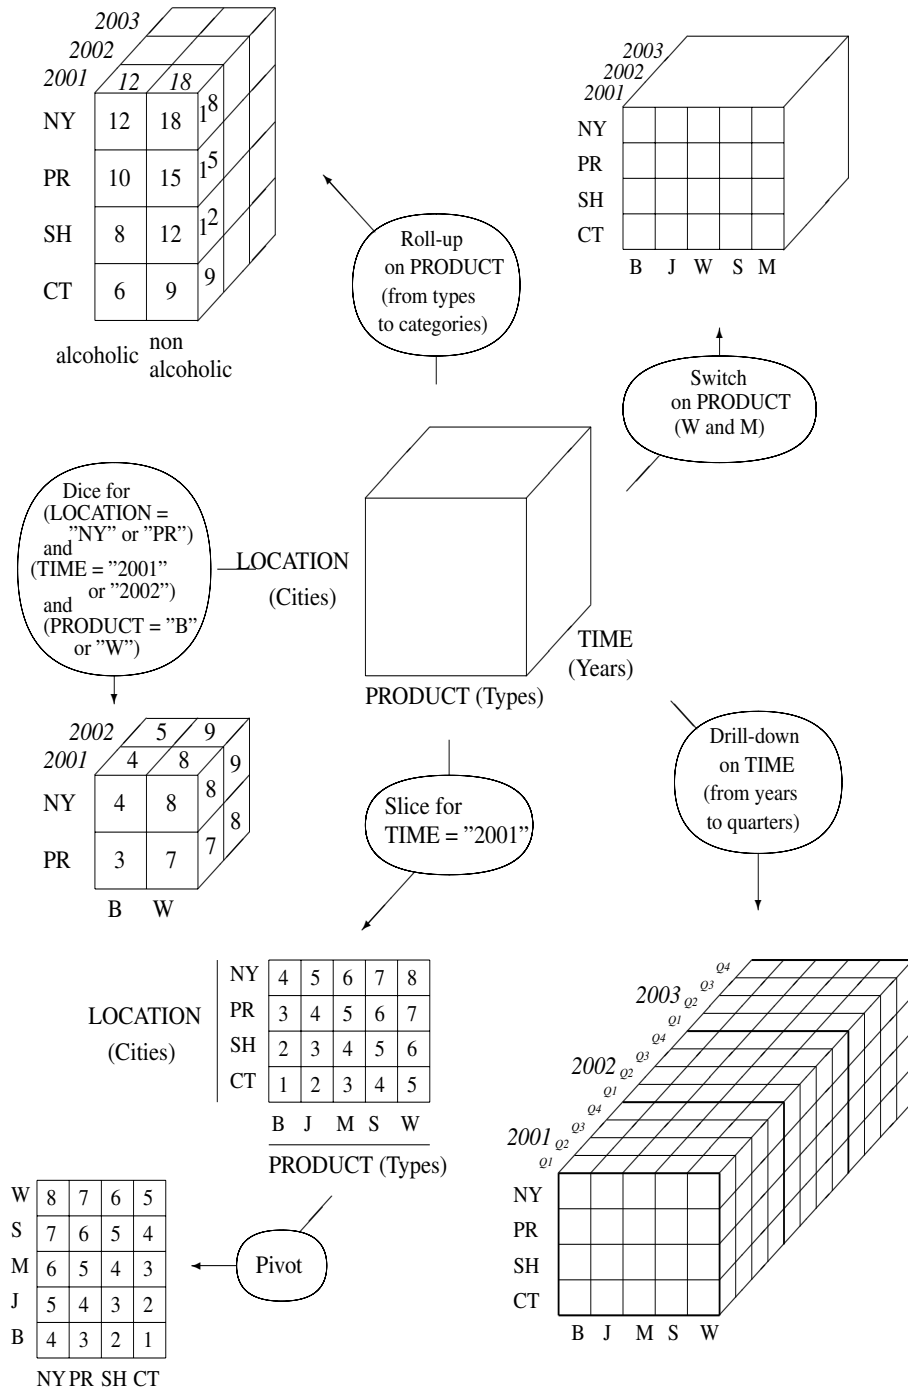 2003
2002
2001 12 18
NY 12 18 18
PR 10 15 15
SH 8 12 12
CT 6 9 9
alcoholic non
alcoholic
Roll-up
on PRODUCT
(from types
to categories)
2003
2002
2001
NY
PR
SH
CT
B J W S M
Switch
on PRODUCT
(W and M)
Dice for
(LOCATION =
”NY” or ”PR”)
and
(TIME = ”2001”
or ”2002”)
and
(PRODUCT = ”B”
or ”W”)
LOCATION
(Cities)
TIME
(Years)
PRODUCT (Types)
2002 5 9
2001 4 8 9
NY 4 8 8
PR 3 7 7 8
B W
Slice for
TIME = ”2001”
Drill-down
on TIME
(from years
to quarters)
LOCATION
(Cities)
NY 4 5 6 7 8
PR 3 4 5 6 7
SH 2 3 4 5 6
CT 1 2 3 4 5
B J M S W
PRODUCT (Types)
Pivot
W 8 7 6 5
S 7 6 5 4
M 6 5 4 3
J 5 4 3 2
B 4 3 2 1
NY PR SH CT
Q4
Q3
2003 Q2
Q1
Q4
Q3
2002 Q2
Q1
Q4
Q3
2001 Q2
Q1
NY
PR
SH
CT
B J M S W